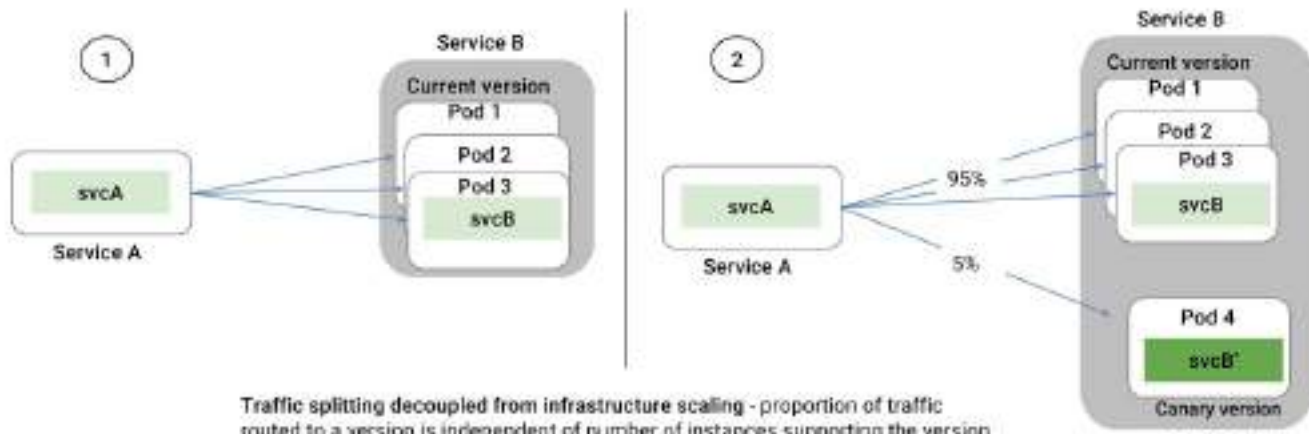 1
Service B
Current version
Pod 1
Pod 2
Pod 3
svcB
svcA
Service A
2
Service B
Current version
Pod 1
Pod 2
Pod 3
svcB
95%
svcA
Service A
5%
Pod 4
svcB'
Canary version
Traffic splitting decoupled from infrastructure scaling - proportion of traffic
routed to a version is independent of number of instances supporting the version